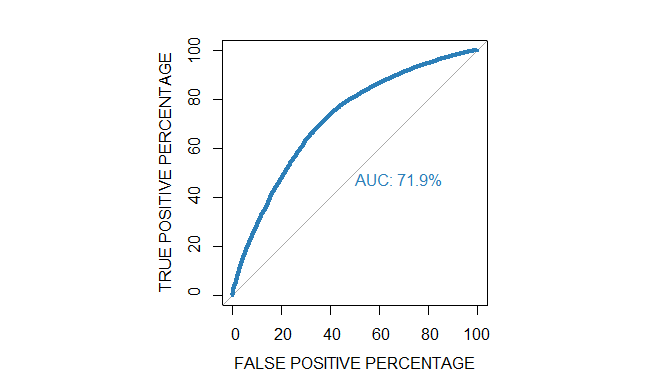 TRUE POSITIVE PERCENTAGE
100
80
60
40
20
0
AUC: 71.9%
0 20 40 60 80 100
FALSE POSITIVE PERCENTAGE